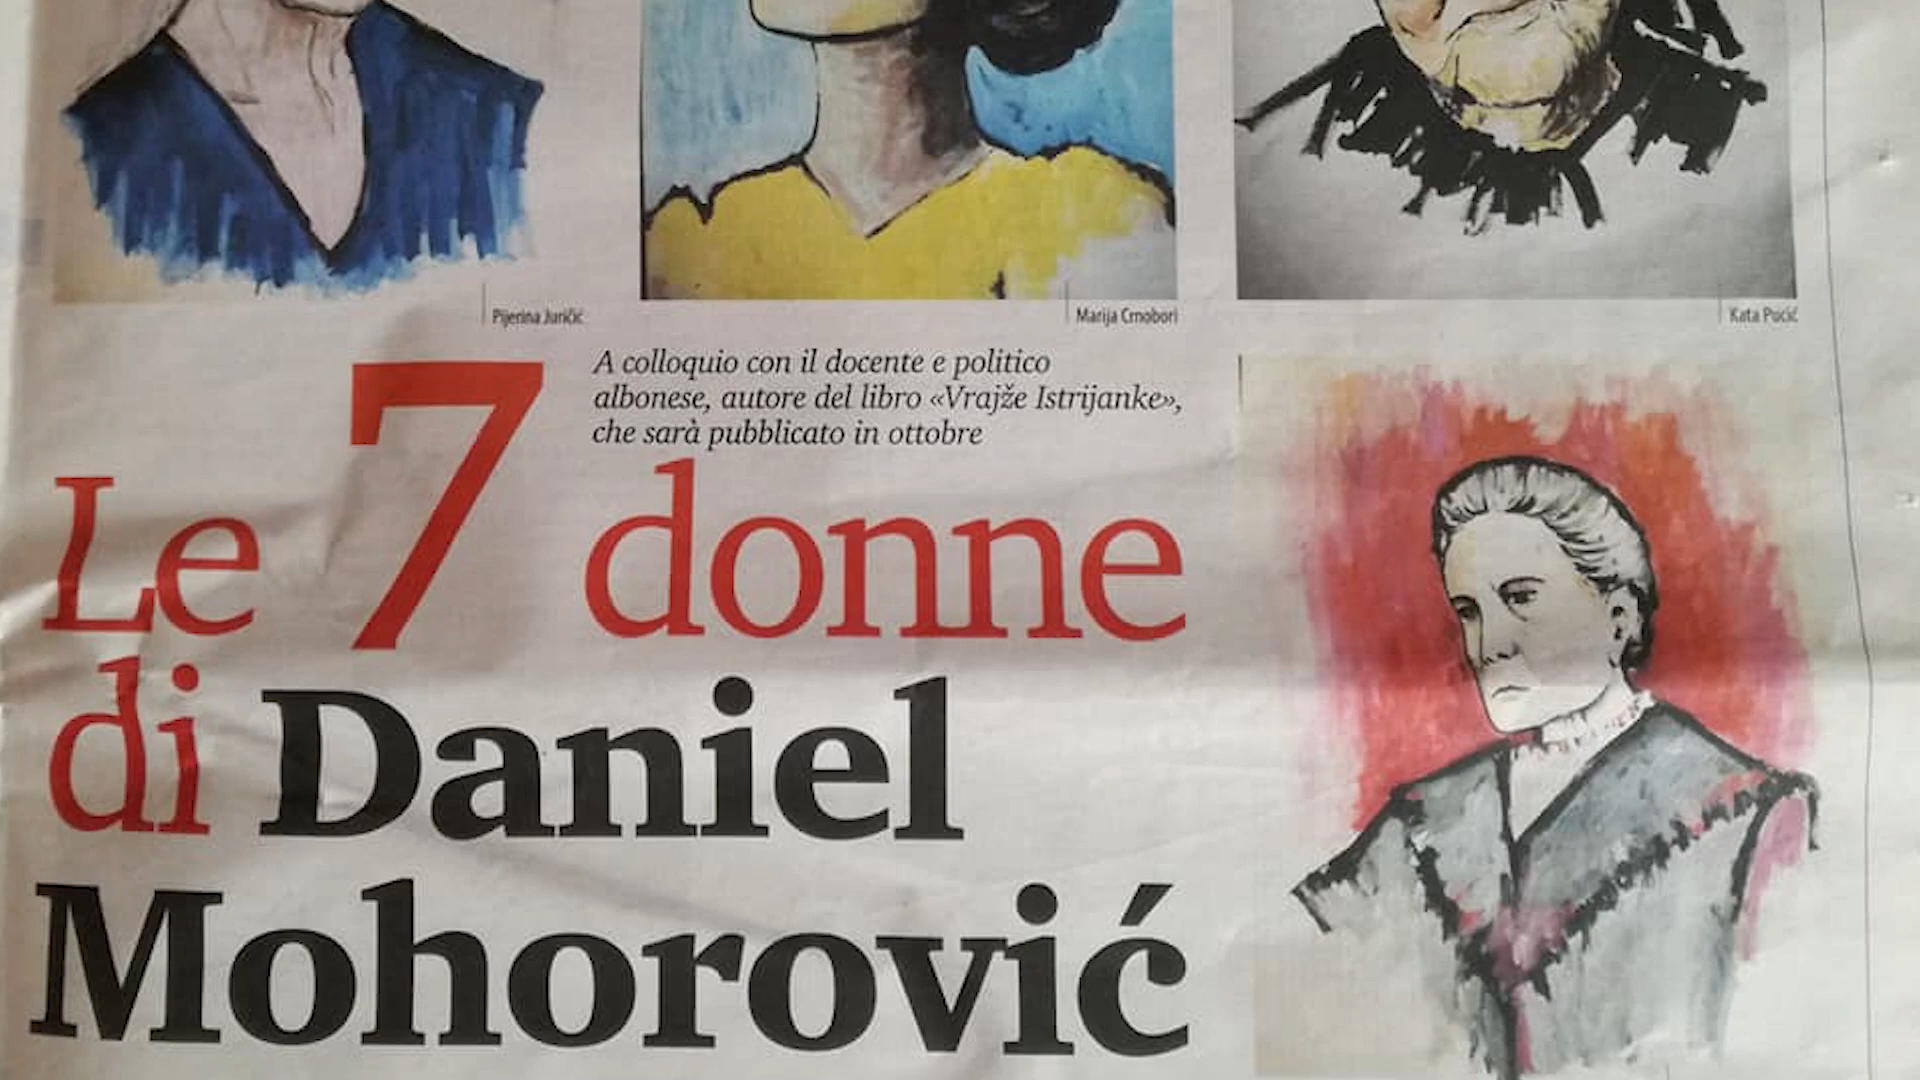 Pijerina Juričić
Marija Crnobori
Kata Pucić
A colloquio con il docente e politico
albonese, autore del libro «Vrajže Istrijanke»,
che sarà pubblicato in ottobre
Le 7 donne
di Daniel
Mohorović